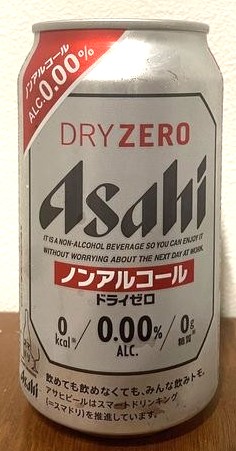 ノンアルコール
ALC.0.00%
DRY ZERO
Asahi
IT IS A NON-ALCOHOL BEVERAGE SO YOU CAN ENJOY IT
WITHOUT WORRYING ABOUT THE NEXT DAY AT WORK.
ノンアルコール
ドライゼロ
0 kcal※/0.00% ALC./0g 糖質※
Asahi
飲めても飲めなくても、みんな飲みトモ。
アサヒビールはスマートドリンキング
(=スマドリ)を推進しています。